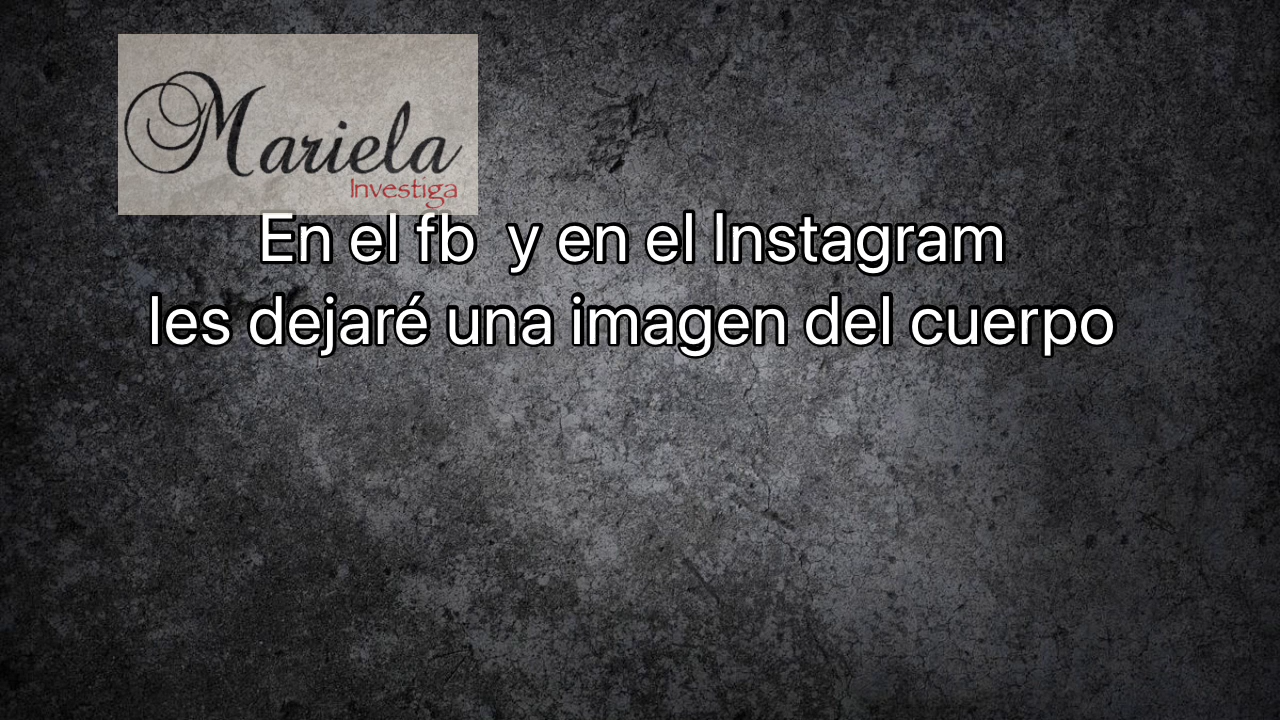 Mariela
Investiga
En el fb y en el Instagram
les dejaré una imagen del cuerpo